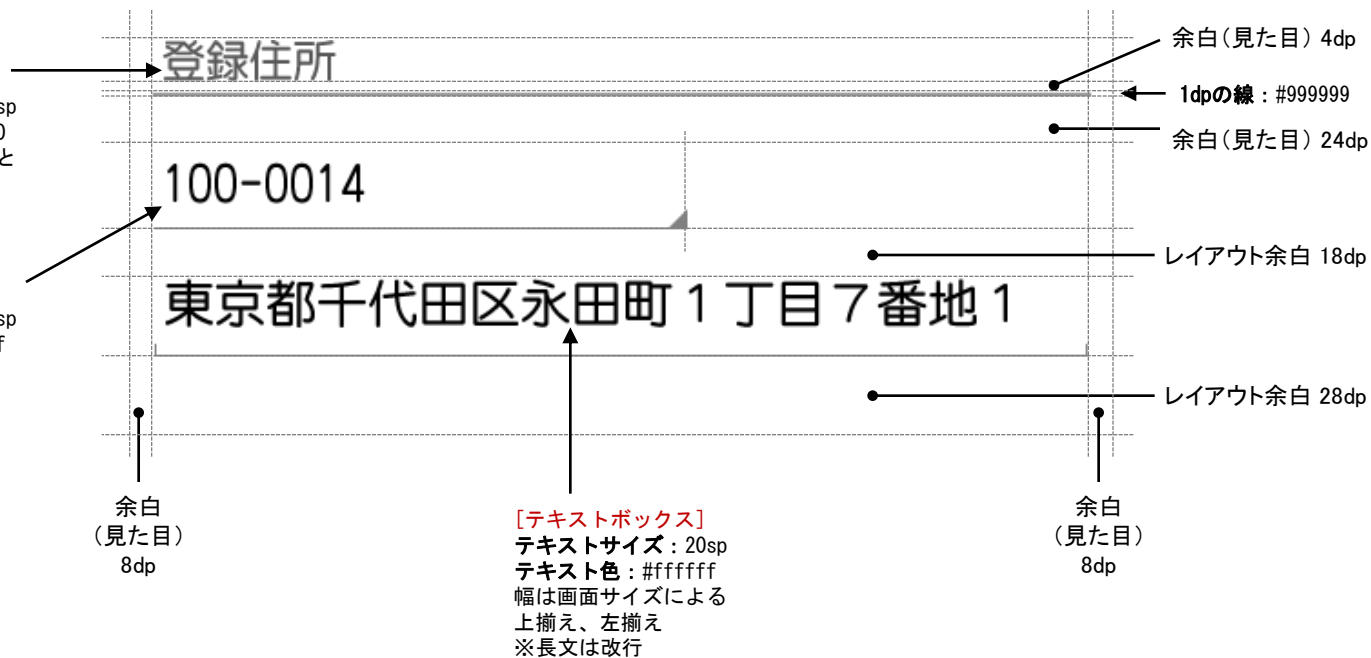 登録住所
余白(見た目) 4dp
1dpの線：#999999
余白(見た目) 24dp
sp
0
と
100-0014
レイアウト余白 18dp
東京都千代田区永田町１丁目７番地１
sp
f
レイアウト余白 28dp
余白
(見た目)
8dp
余白
(見た目)
8dp
[テキストボックス]
テキストサイズ：20sp
テキスト色：#ffffff
幅は画面サイズによる
上揃え、左揃え
※長文は改行